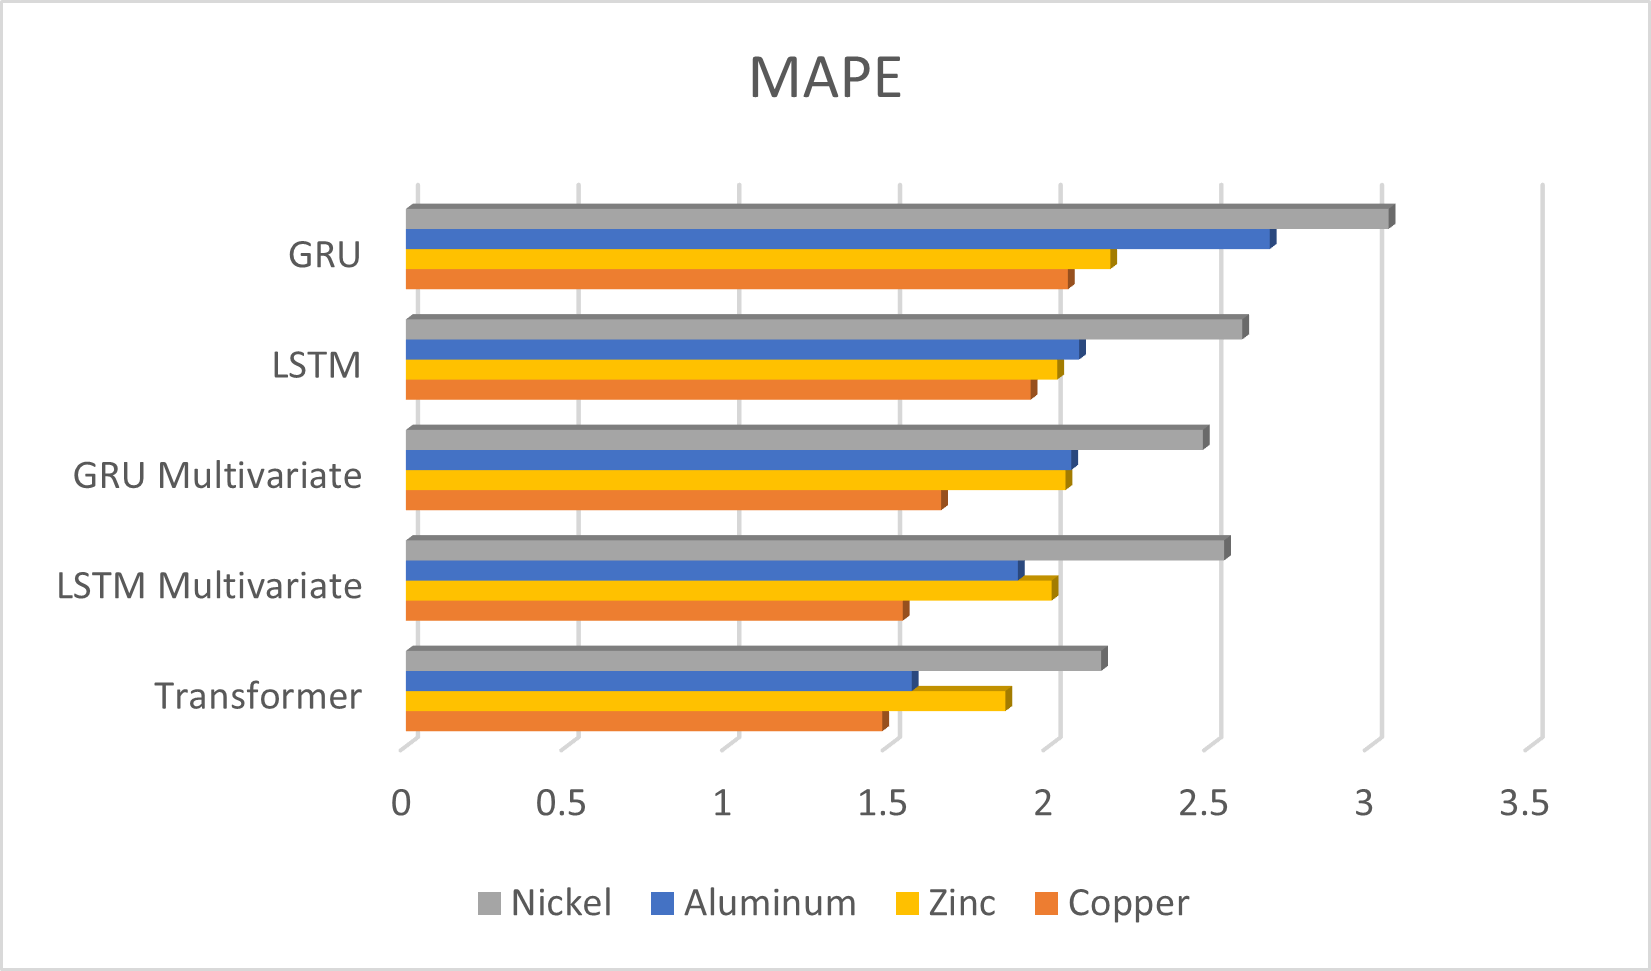 MAPE
GRU
LSTM
GRU Multivariate
LSTM Multivariate
Transformer
0 0.5 1 1.5 2 2.5 3 3.5
Nickel Aluminum Zinc Copper